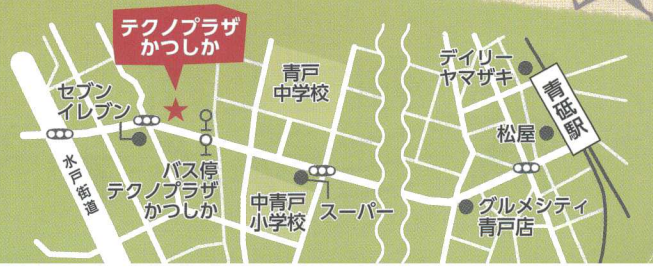 テクノプラザ
かつしか
セブン
イレブン
水戸街道
バス停
テクノプラザ
かつしか
青戸
中学校
中青戸
小学校
スーパー
デイリー
ヤマザキ
松屋
青砥駅
グルメシティ
青戸店